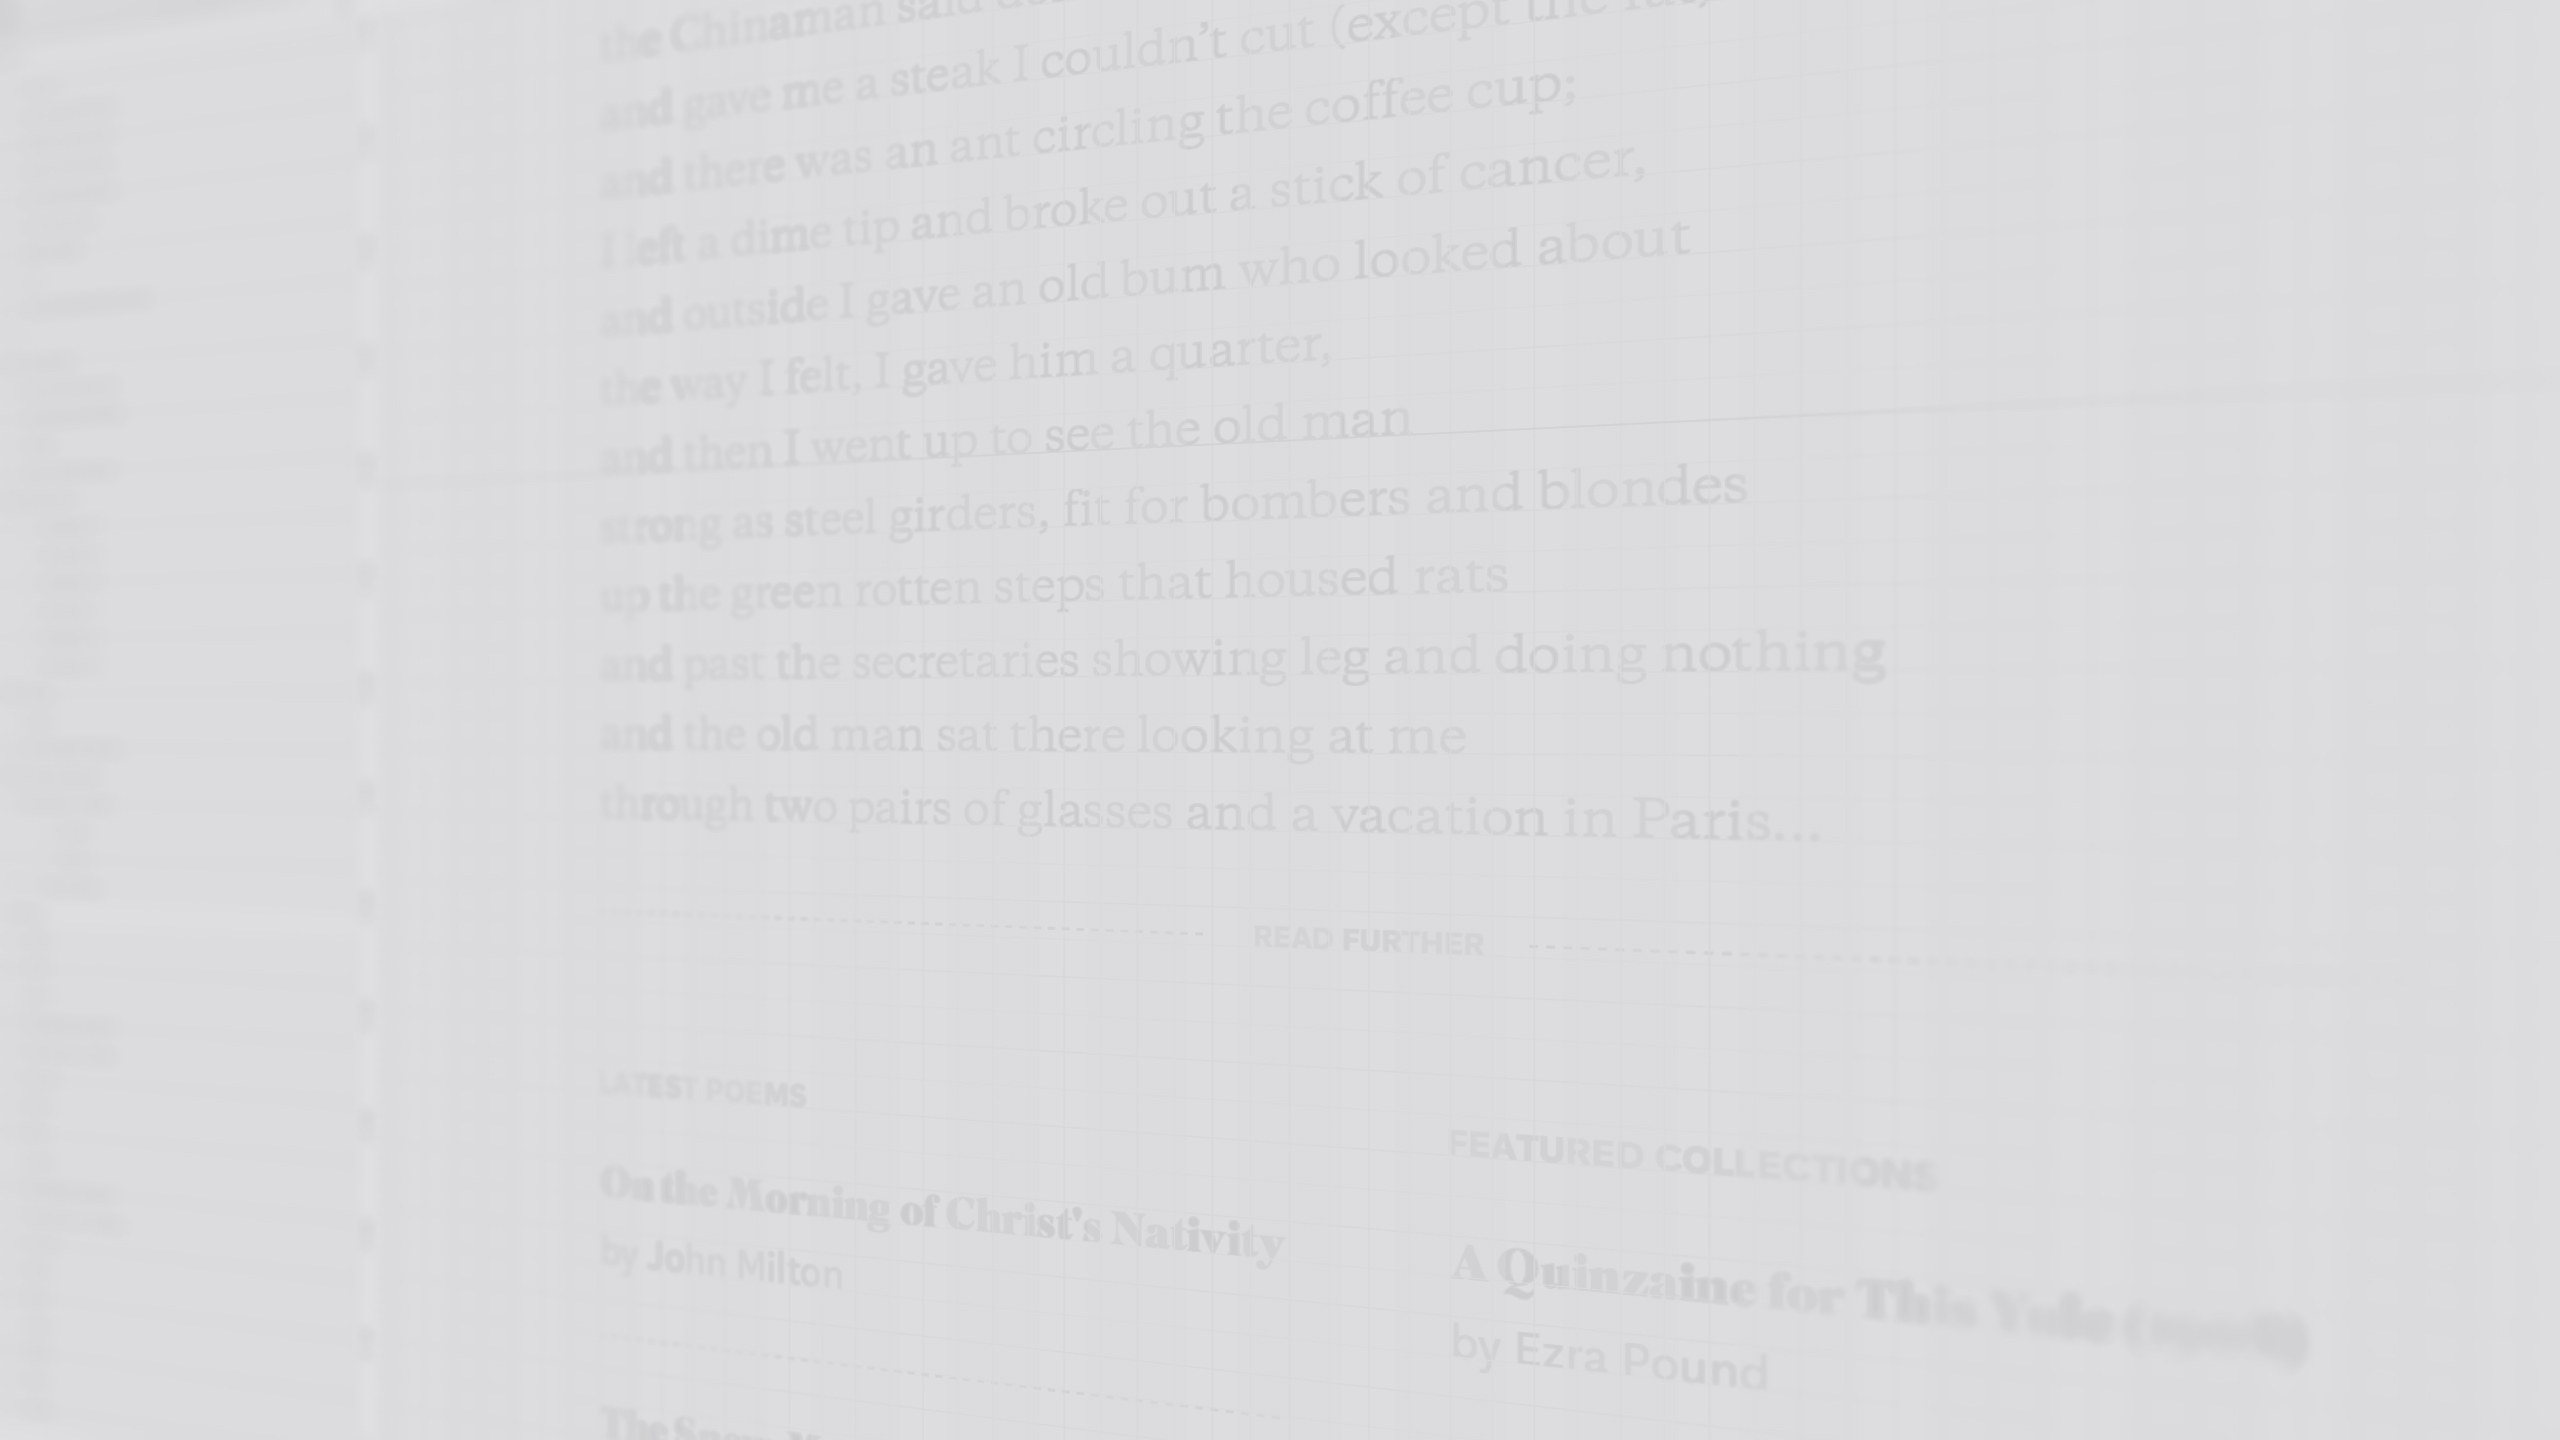 the Chinaman said
and gave me a steak I couldn’t cut (except the fat)
and there was an ant circling the coffee cup;
I left a dime tip and broke out a stick of cancer,
and outside I gave an old bum who looked about
the way I felt, I gave him a quarter,
and then I went up to see the old man
strong as steel girders, fit for bombers and blondes
up the green rotten steps that housed rats
and past the secretaries showing leg and doing nothing
and the old man sat there looking at me
through two pairs of glasses and a vacation in Paris...
READ FURTHER
LATEST POEMS
On the Morning of Christ's Nativity
by John Milton
The Snow
FEATURED COLLECTIONS
A Quinzaine for This Yule
by Ezra Pound